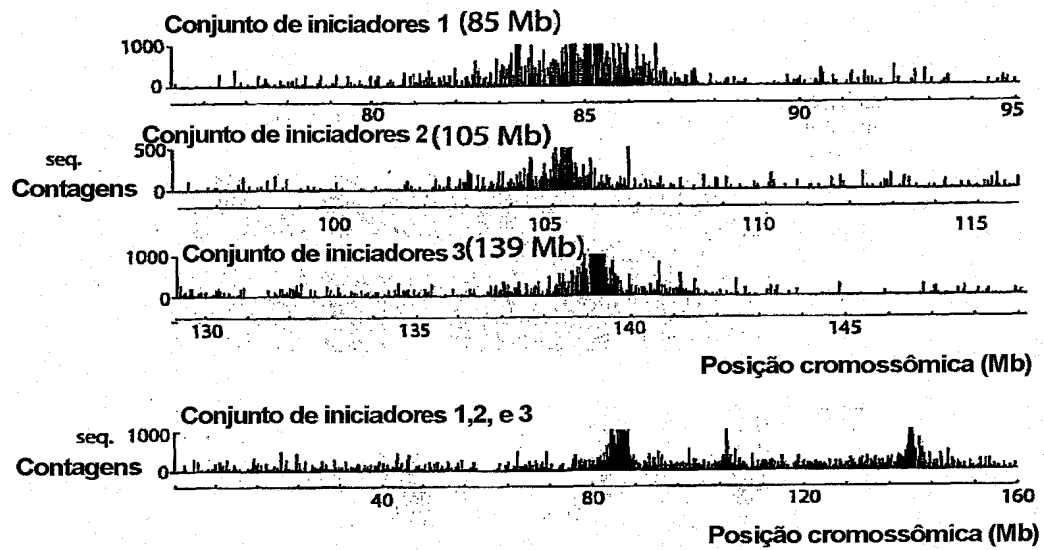 Conjunto de iniciadores 1 (85 Mb)
1000
0
80 85 90 95
Conjunto de iniciadores 2 (105 Mb)
seq.
Contagens
500
0
100 105 110 115
Conjunto de iniciadores 3 (139 Mb)
1000
0
130 135 140 145
Posição cromossômica (Mb)
Conjunto de iniciadores 1,2, e 3
seq.
Contagens
1000
0
40 80 120 160
Posição cromossômica (Mb)